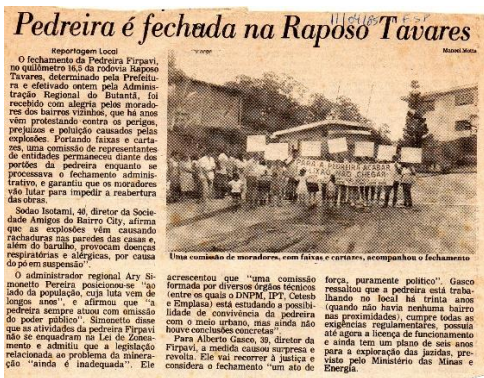 11/04/85 F.SP
Pedreira é fechada na Raposo Tavares
Reportagem Local
Manoel Motta
O fechamento da Pedreira Firpavi,
no quilômetro 16,5 da rodovia Raposo
Tavares, determinado pela Prefeitu-
ra e efetivado ontem pela Adminis-
tração Regional do Butantã, foi
recebido com alegria pelos morado-
res dos bairros vizinhos, que há anos
vêm protestando contra os perigos,
prejuízos e poluição causados pelas
explosões. Portando faixas e carta-
zes, uma comissão de representantes
de entidades permaneceu diante dos
portões da pedreira enquanto se
processava o fechamento adminis-
trativo, e garantiu que os moradores
vão lutar para impedir a reabertura
das obras.
Sodao Isotami, 40, diretor da Socie-
dade Amigos do Bairro City, afirma
que as explosões vêm causando
rachaduras nas paredes das casas e,
além do barulho, provocam doenças
respiratórias e alérgicas, por causa
do pó em suspensão".
O administrador regional Ary Si-
monetto Pereira posicionou-se "ao
lado da população, cuja luta vem de
longos anos", e afirmou que "a
pedreira sempre atuou com omissão
do poder público". Simonetto disse
que as atividades da pedreira Firpavi
não se enquadram na Lei de Zonea-
mento e admitiu que a legislação
relacionada ao problema da minera-
ção "ainda é inadequada". Ele
PARA A PEDREIRA ACABAR
CHEGAR
Uma comissão de moradores, com faixas e cartazes, acompanhou o fechamento
acrescentou que "uma comissão
formada por diversos órgãos técnicos
(entre os quais o DNPM, IPT, Cetesb
e Emplasa) está estudando a possibi-
lidade de convivência da pedreira
com o meio urbano, mas ainda não
houve conclusões concretas".
Para Alberto Gasco, 39, diretor da
Firpavi, a medida causou surpresa e
revolta. Ele vai recorrer à justiça e
considera o fechamento "um ato de
força, puramente político". Gasco
ressaltou que a pedreira está traba-
lhando no local há trinta anos
(quando não havia nenhum bairro
nas proximidades), cumpre todas as
exigências regulamentares, possuía
até agora a licença de funcionamento
e ainda tem um plano de seis anos
para a exploração das jazidas, pre-
visto pelo Ministério das Minas e
Energia.